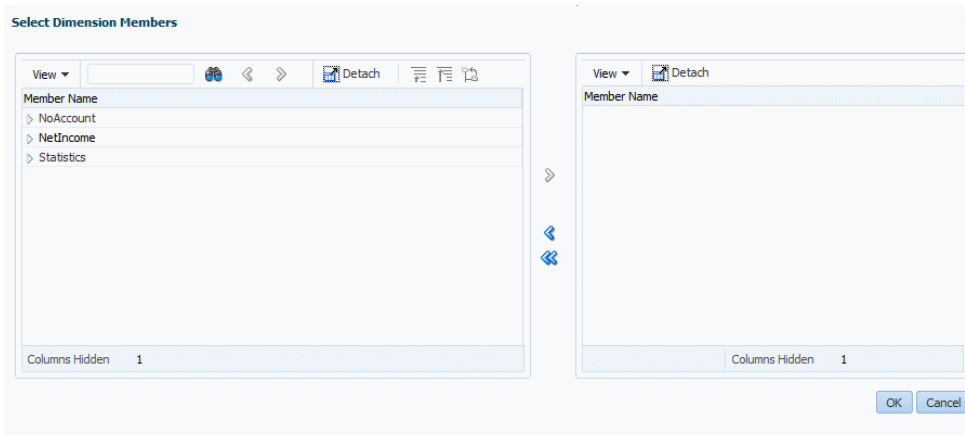 Select Dimension Members
View Detach
Member Name
NoAccount
NetIncome
Statistics
Columns Hidden 1
View Detach
Member Name
Columns Hidden 1
OK Cancel